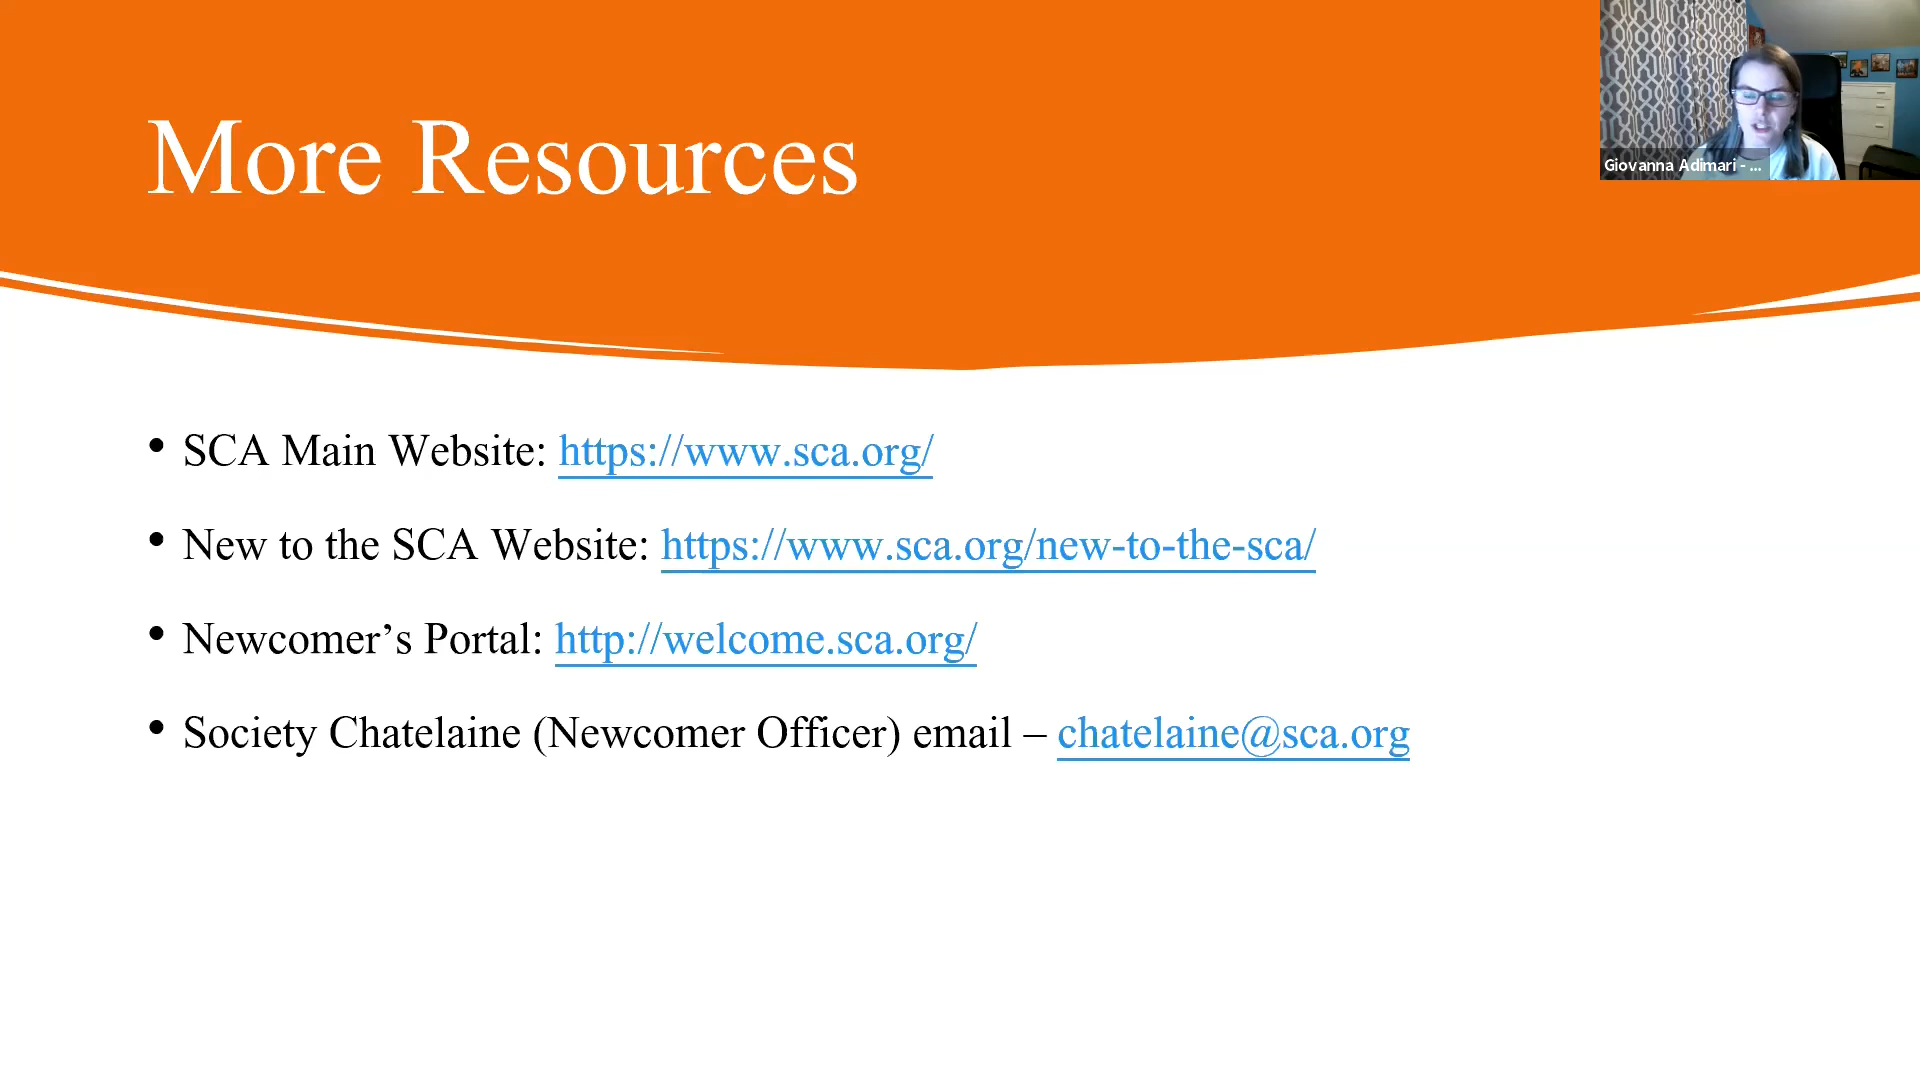 More Resources
Giovanna Adimari - ...
• SCA Main Website: https://www.sca.org/
• New to the SCA Website: https://www.sca.org/new-to-the-sca/
• Newcomer’s Portal: http://welcome.sca.org/
• Society Chatelaine (Newcomer Officer) email – chatelaine@sca.org